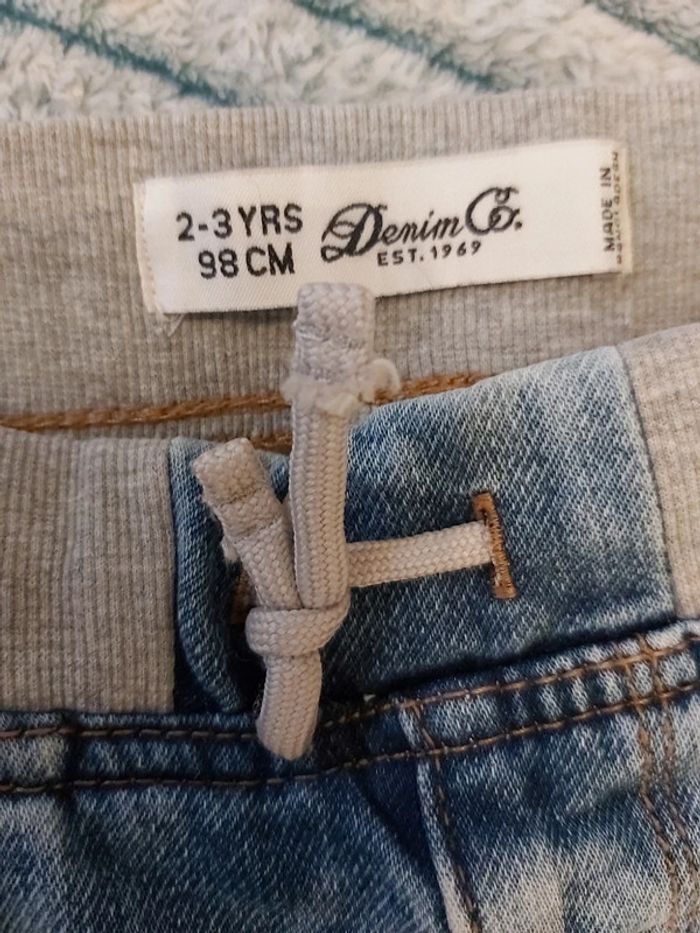 2-3 YRS
98 CM
Denim Co.
EST. 1969
MADE IN